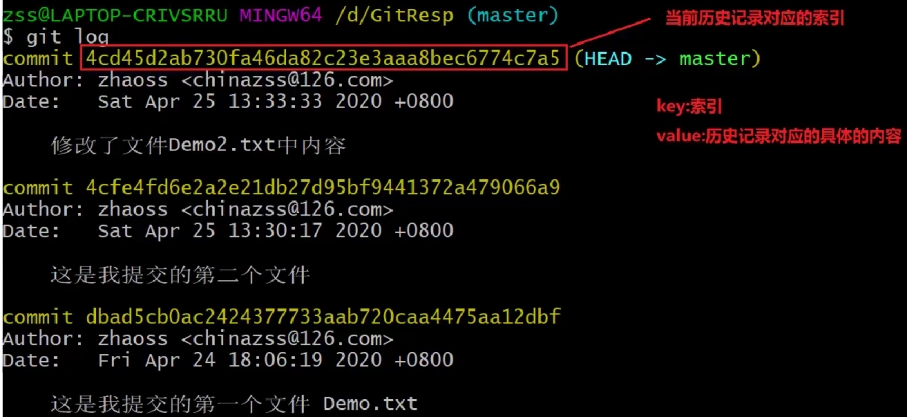 zss@LAPTOP-CRIVSRRU MINGW64 /d/GitResp (master)
当前历史记录对应的索引
$ git log
commit 4cd45d2ab730fa46da82c23e3aaa8bec6774c7a5 (HEAD -> master)
Author: zhaoss <chinazss@126.com>
Date:   Sat Apr 25 13:33:33 2020 +0800
key:索引
value:历史记录对应的具体的内容
修改了文件Demo2.txt中内容
commit 4cfe4fd6e2a2e21db27d95bf9441372a479066a9
Author: zhaoss <chinazss@126.com>
Date:   Sat Apr 25 13:30:17 2020 +0800
这是我提交的第二个文件
commit dbad5cb0ac2424377733aab720caa4475aa12dbf
Author: zhaoss <chinazss@126.com>
Date:   Fri Apr 24 18:06:19 2020 +0800
这是我提交的第一个文件 Demo.txt